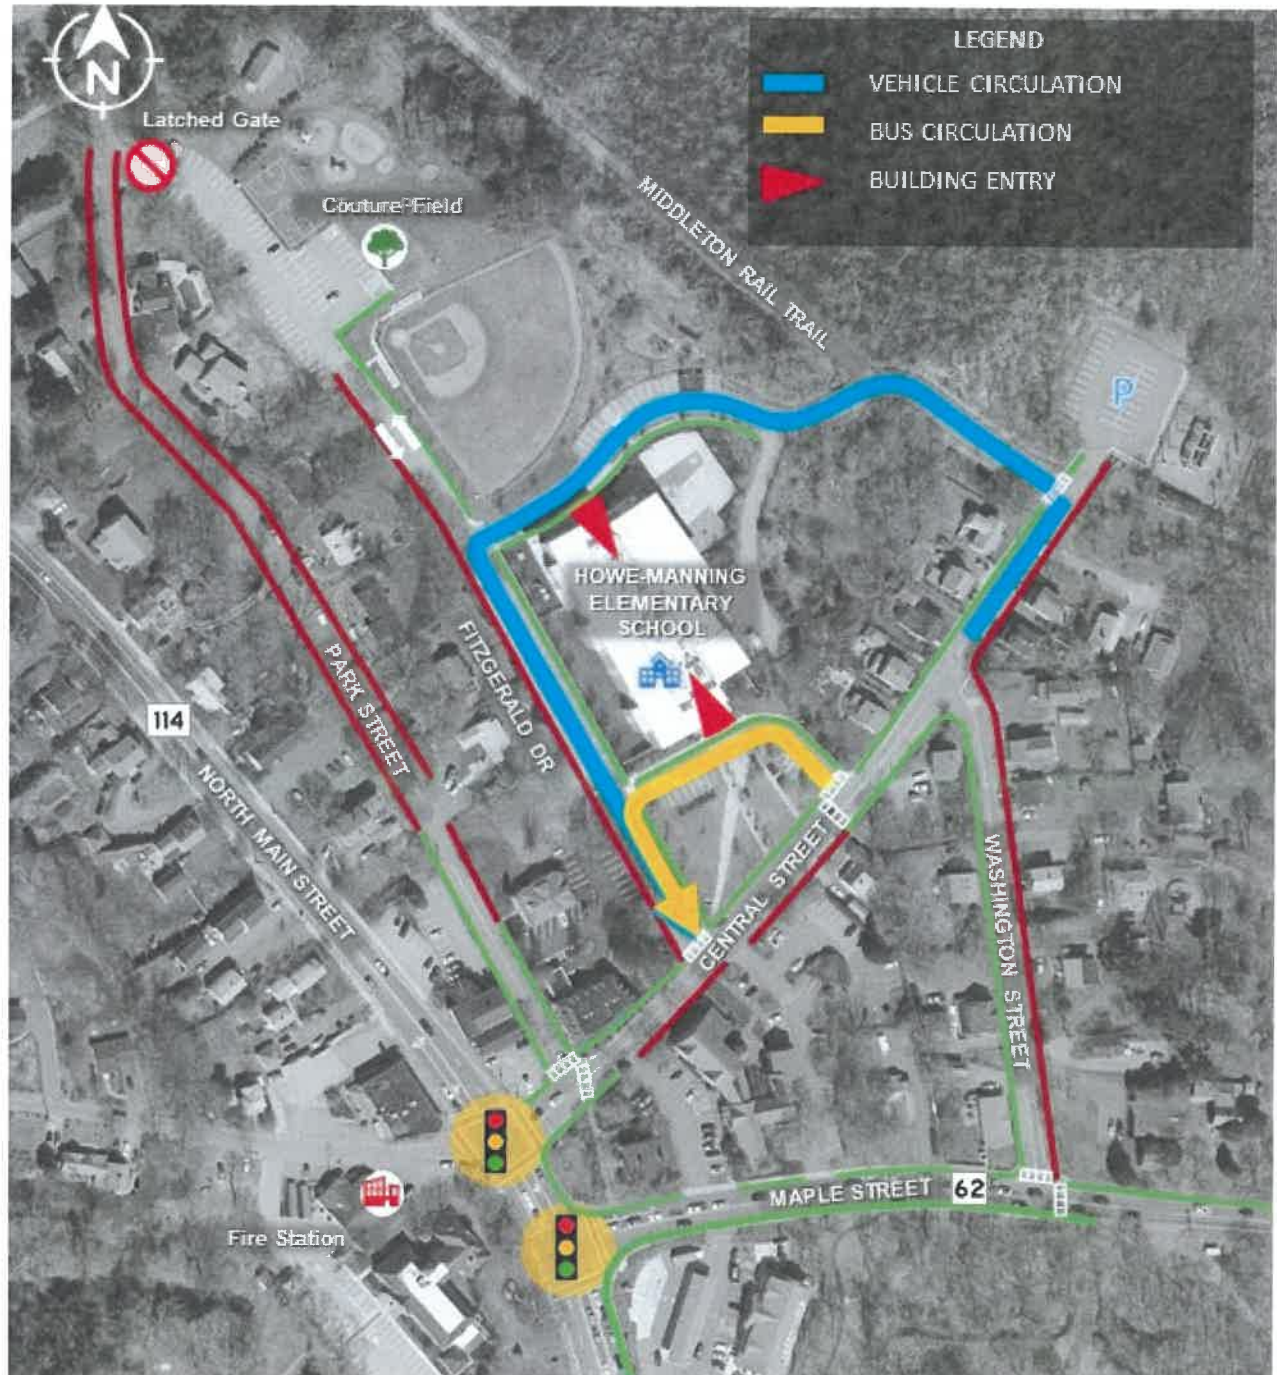 N
LEGEND
VEHICLE CIRCULATION
BUS CIRCULATION
BUILDING ENTRY
Latched Gate
Couture Field
MIDDLETON RAIL TRAIL
P
HOWE-MANNING
ELEMENTARY
SCHOOL
FITZGERALD DR
PARK STREET
114
NORTH MAIN STREET
CENTRAL STREET
WASHINGTON STREET
MAPLE STREET
62
Fire Station